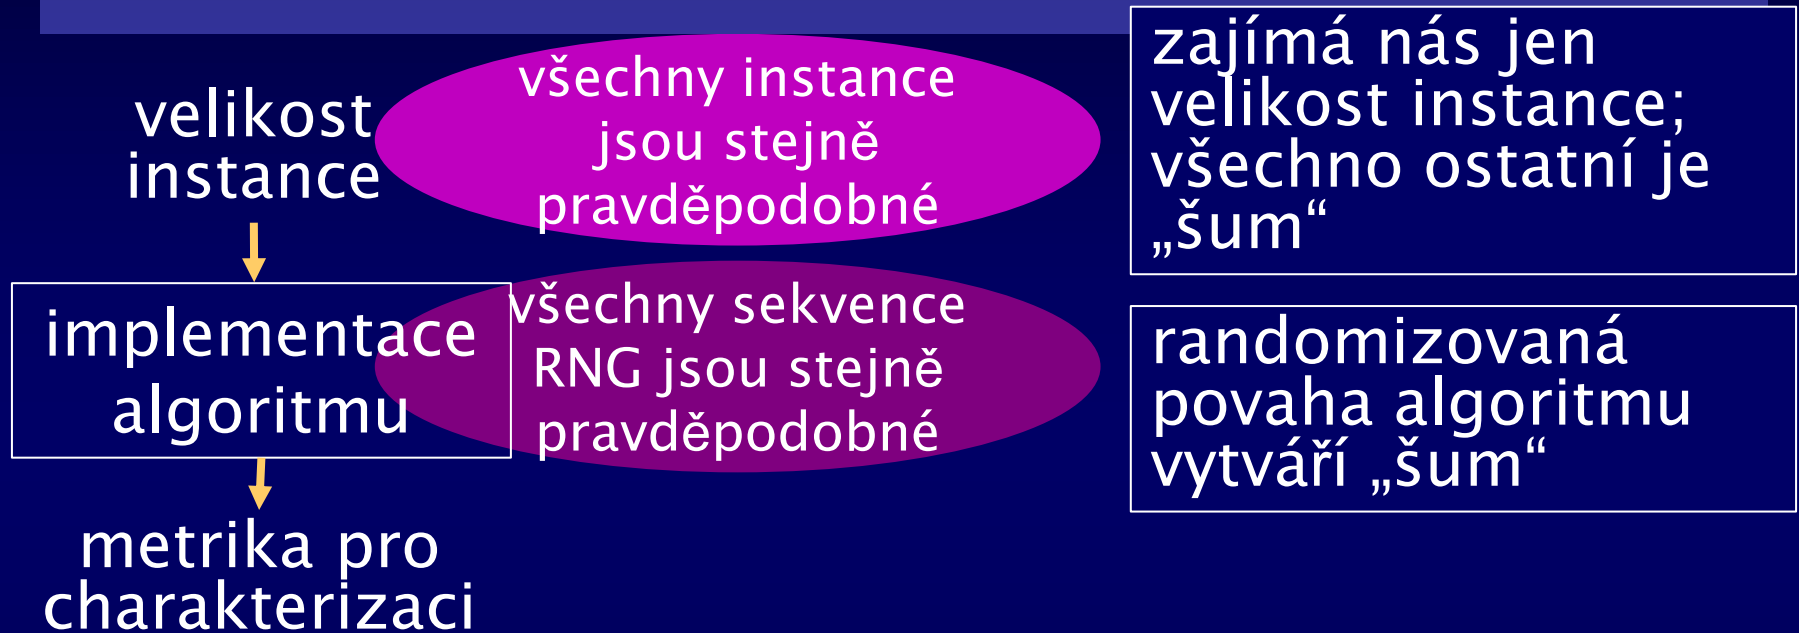 velikost
instance
všechny instance
jsou stejně
pravděpodobné
zajímá nás jen
velikost instance;
všechno ostatní je
„šum“
implementace
algoritmu
všechny sekvence
RNG jsou stejně
pravděpodobné
randomizovaná
povaha algoritmu
vytváří „šum“
metrika pro
charakterizaci